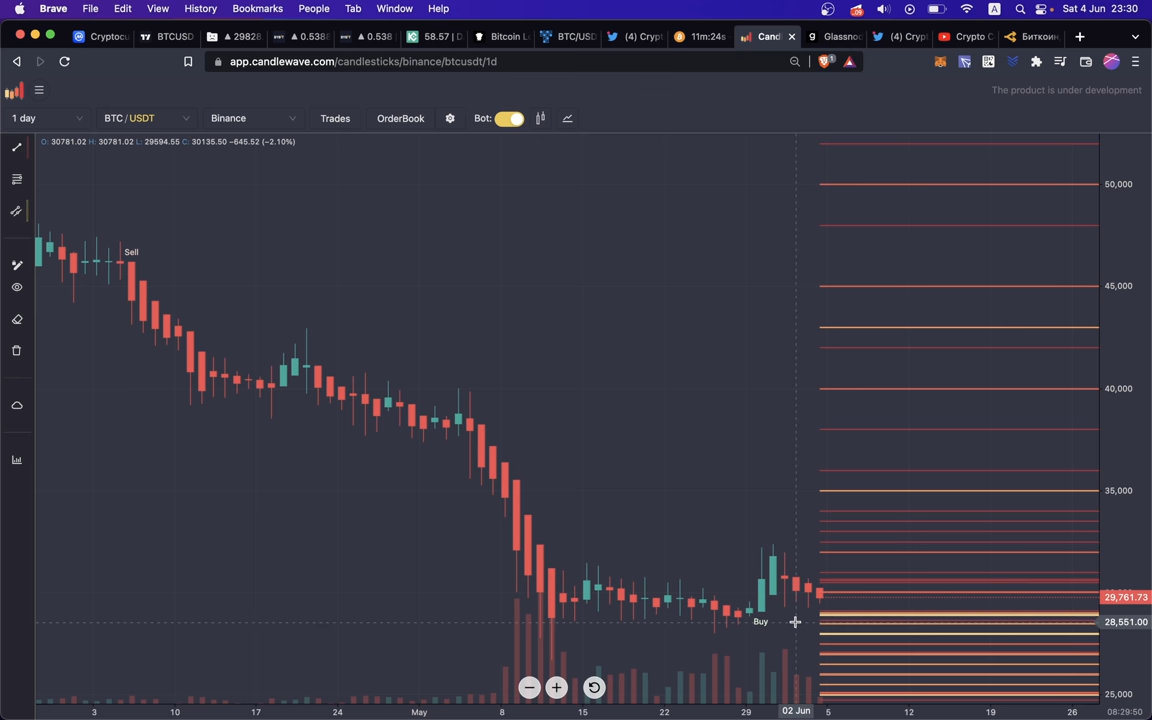 Brave File Edit View History Bookmarks People Tab Window Help .09 A Sat 4 Jun 23:30
Cryptocu BTCUSD ▲ 29828 ▲ 0.538 ▲ 0.538 58.57 | D Bitcoin L BTC/USD (4) Cryp 11m:24s Candl Glassno (4) Cryp Crypto C Биткоин
app.candlewave.com/candlesticks/binance/btcusdt/1d 1
The product is under development
1 day BTC / USDT Binance Trades OrderBook Bot:
O: 30781.02 H: 30781.02 L: 29594.55 C: 30135.50 −645.52 (−2.10%)
50,000
Sell
45,000
40,000
35,000
29,761.73
Buy 28,551.00
25,000
3 10 17 24 May 8 15 22 29 02 Jun 5 12 19 26 08:29:50